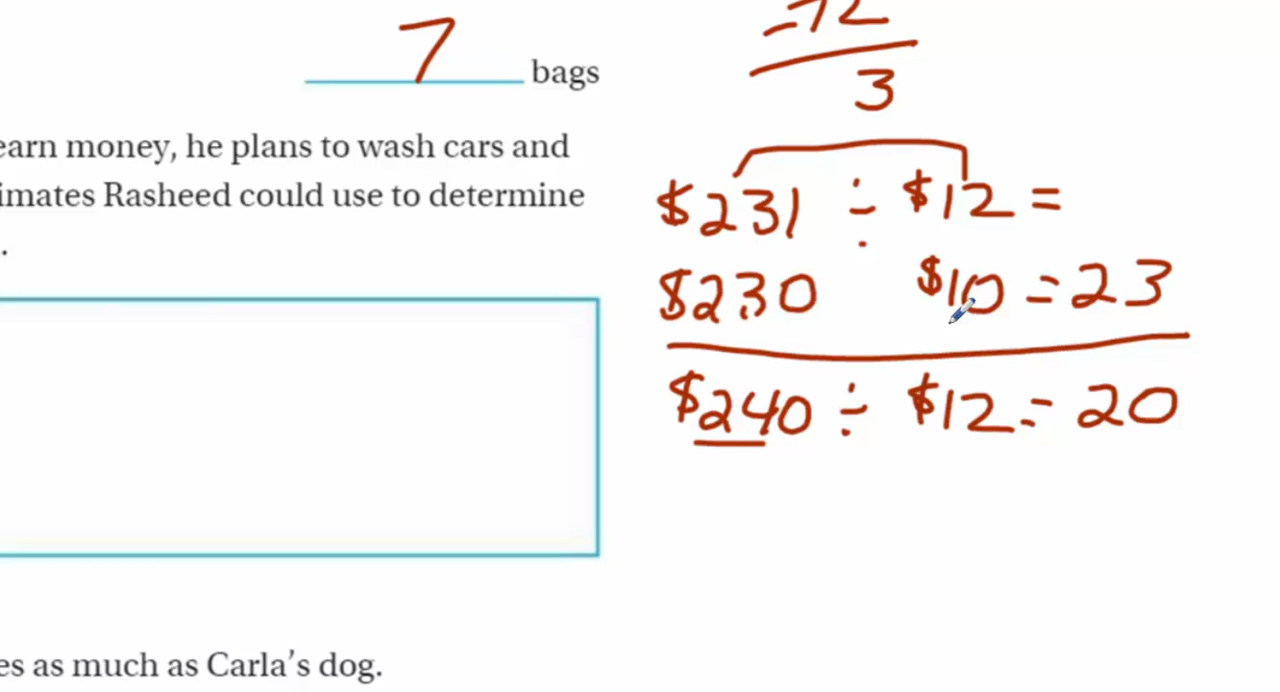 7 bags
-72
3
earn money, he plans to wash cars and
imates Rasheed could use to determine
.
$231 ÷ $12 =
$230 $10 = 23
$240 ÷ $12 = 20
es as much as Carla's dog.